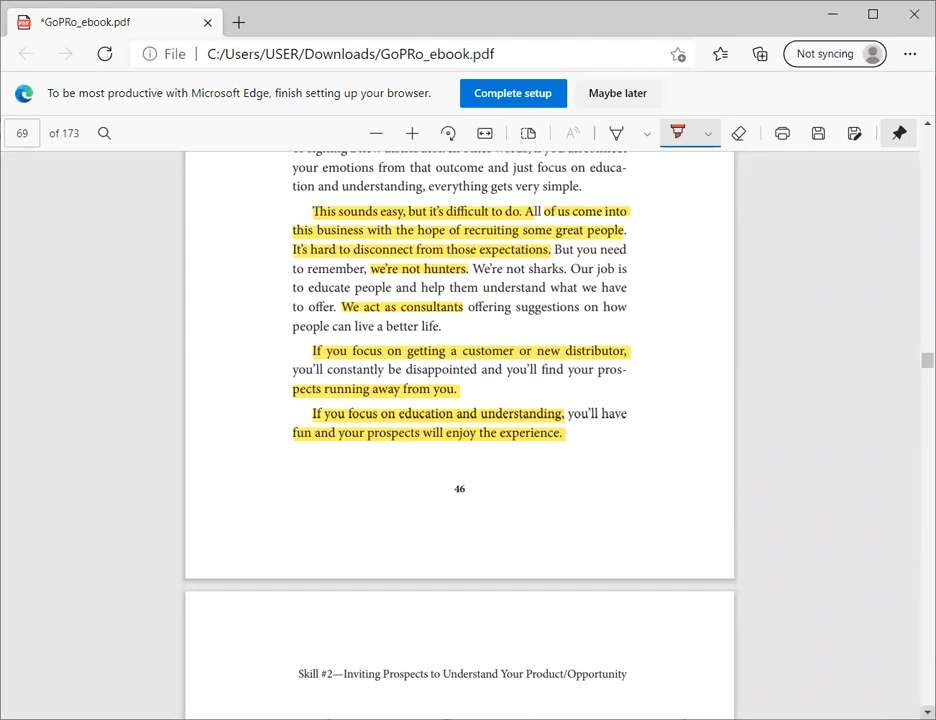 *GoPRo_ebook.pdf
File C:/Users/USER/Downloads/GoPRo_ebook.pdf
Not syncing
To be most productive with Microsoft Edge, finish setting up your browser.
Complete setup
Maybe later
69 of 173
your emotions from that outcome and just focus on educa-
tion and understanding, everything gets very simple.
This sounds easy, but it's difficult to do. All of us come into
this business with the hope of recruiting some great people.
It's hard to disconnect from those expectations. But you need
to remember, we're not hunters. We're not sharks. Our job is
to educate people and help them understand what we have
to offer. We act as consultants offering suggestions on how
people can live a better life.
If you focus on getting a customer or new distributor,
you'll constantly be disappointed and you'll find your pros-
pects running away from you.
If you focus on education and understanding, you'll have
fun and your prospects will enjoy the experience.
46
Skill #2—Inviting Prospects to Understand Your Product/Opportunity